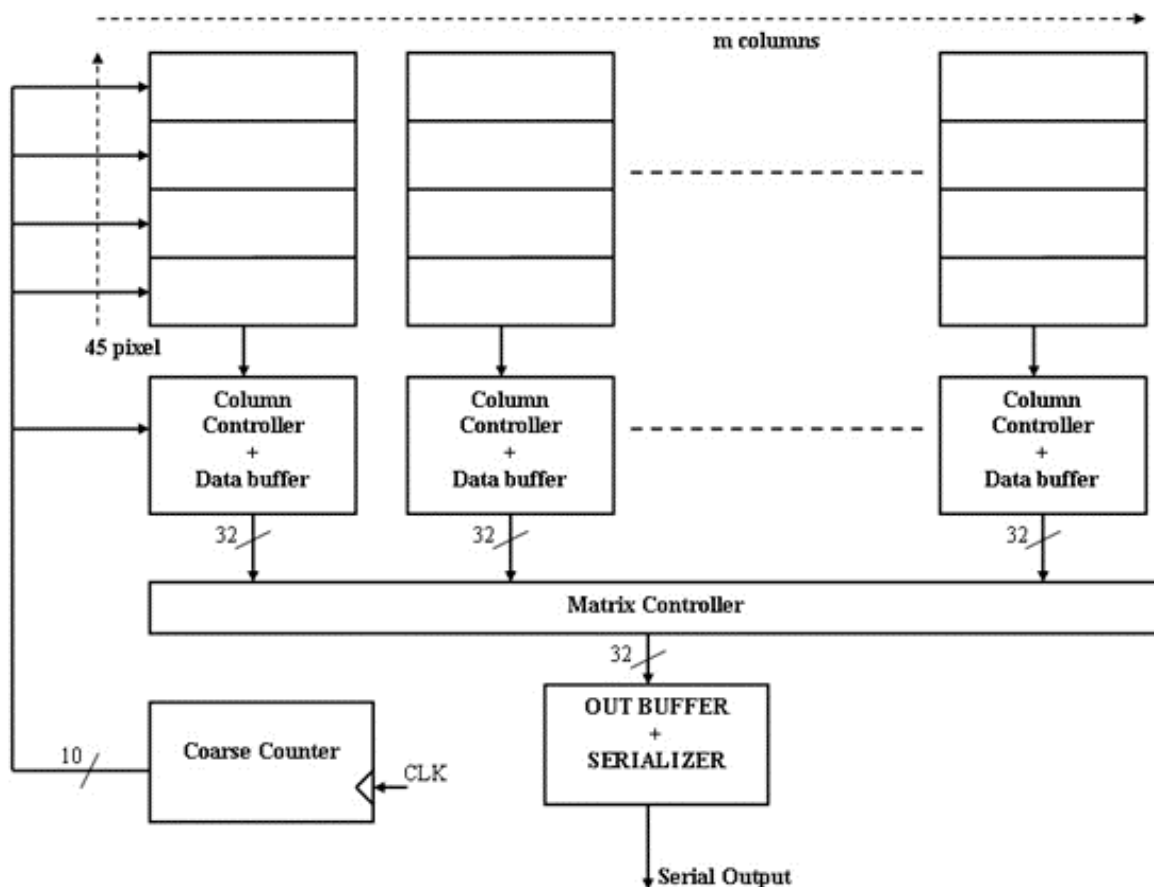 m columns
45 pixel
Column
Controller
+
Data buffer
Column
Controller
+
Data buffer
Column
Controller
+
Data buffer
32
32
32
Matrix Controller
32
OUT BUFFER
+
SERIALIZER
Coarse Counter
CLK
10
Serial Output